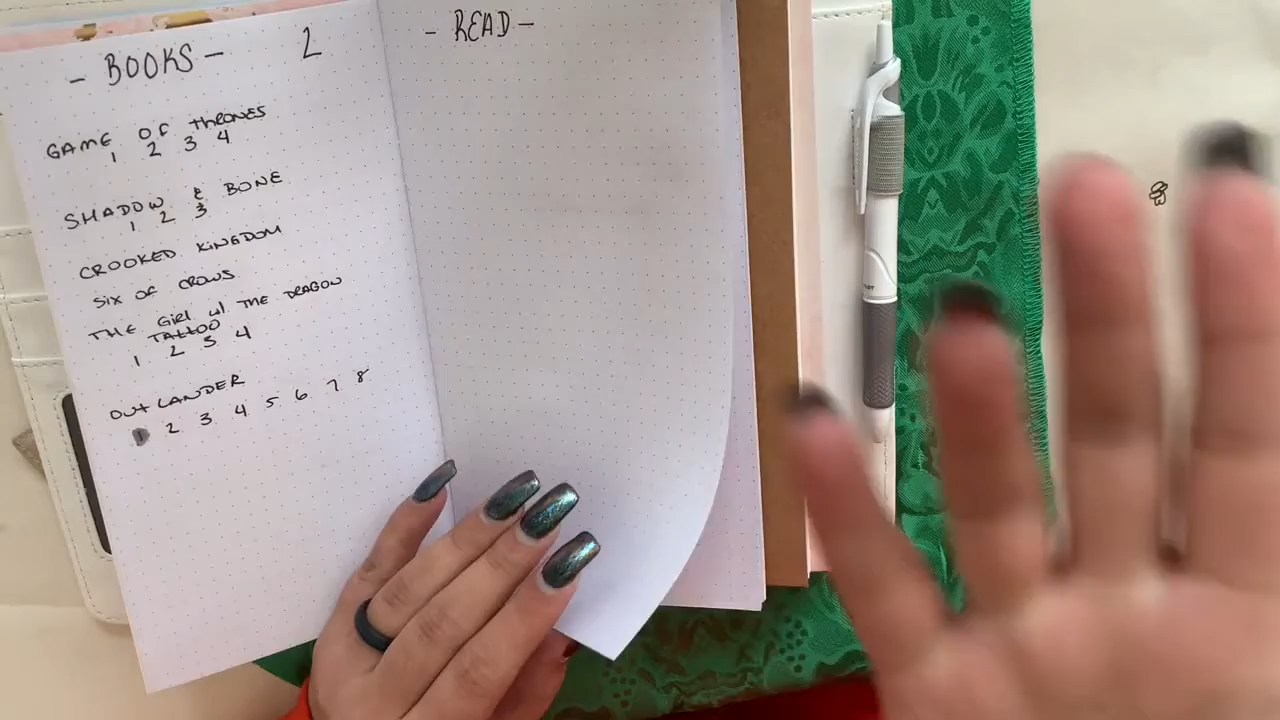 - BOOKS - 2
GAME OF THRONES
1 2 3 4
SHADOW & BONE
1 2 3
CROOKED KINGDOM
SIX OF CROWS
THE GIRL w/ THE DRAGON
TATTOO
1 2 3 4
OUTLANDER
1 2 3 4 5 6 7 8
- READ -